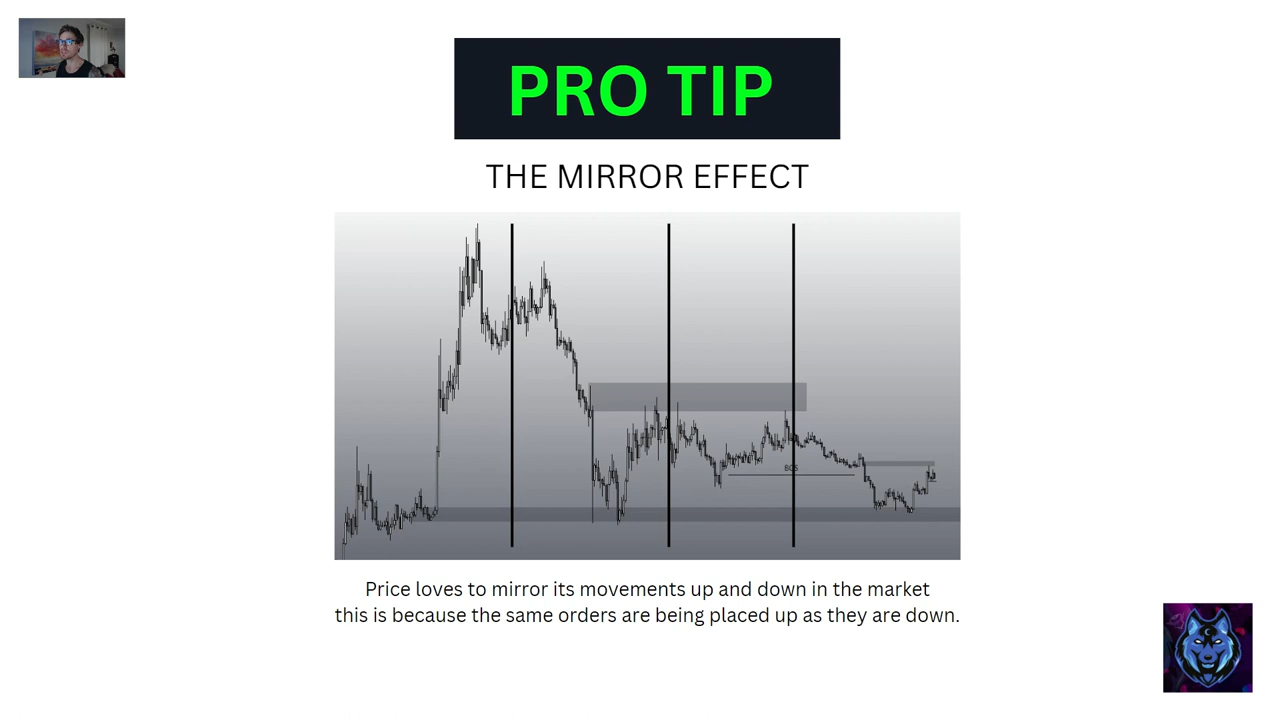 PRO TIP
THE MIRROR EFFECT
BOS
Price loves to mirror its movements up and down in the market
this is because the same orders are being placed up as they are down.